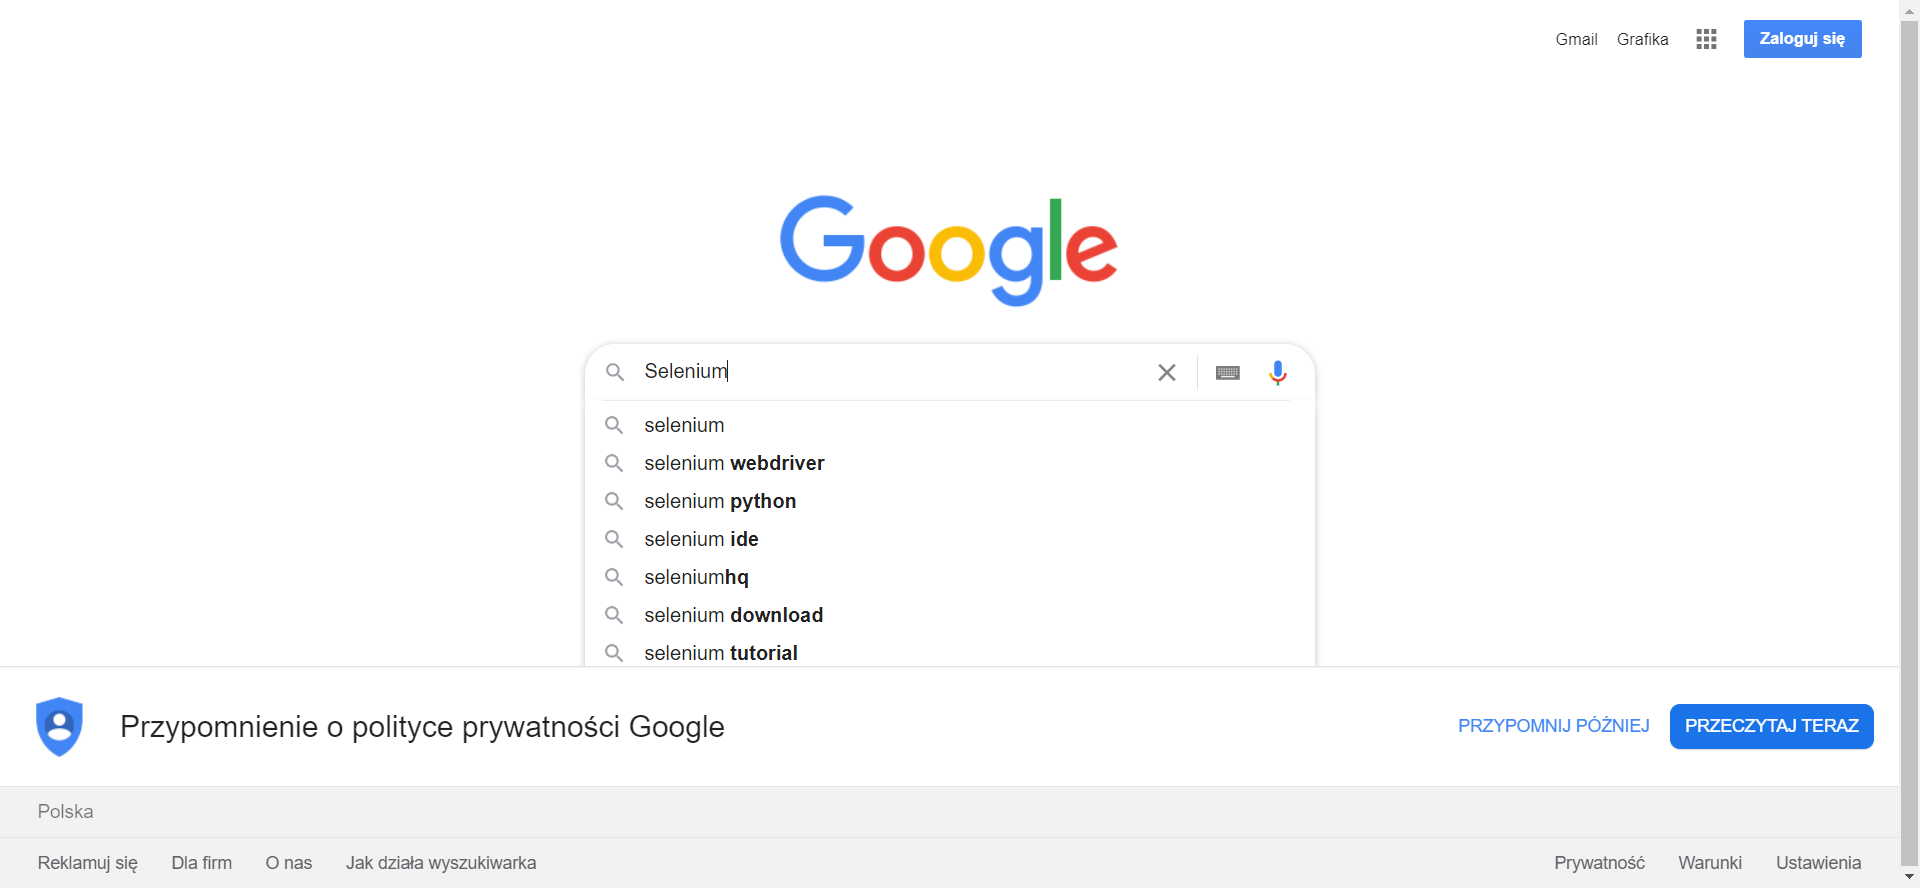 Gmail Grafika Zaloguj się
Google
Selenium
selenium
selenium webdriver
selenium python
selenium ide
seleniumhq
selenium download
selenium tutorial
Przypomnienie o polityce prywatności Google PRZYPOMNIJ PÓŹNIEJ PRZECZYTAJ TERAZ
Polska
Reklamuj się Dla firm O nas Jak działa wyszukiwarka Prywatność Warunki Ustawienia